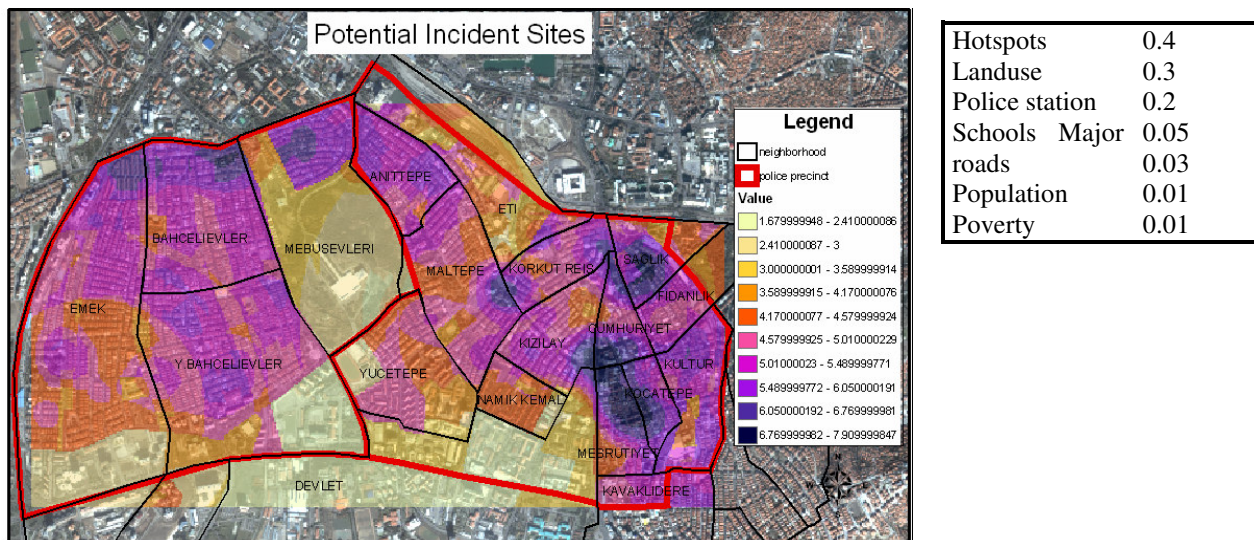 Potential Incident Sites
Legend
neighborhood
police precinct
Value
1.679999948 - 2.410000086
2.410000087 - 3
3.000000001 - 3.589999914
3.589999915 - 4.170000076
4.170000077 - 4.579999924
4.579999925 - 5.010000229
5.01000023 - 5.489999771
5.489999772 - 6.050000191
6.050000192 - 6.769999981
6.769999982 - 7.909999847
ANITTEPE
ETI
BAHCELIEVLER
MEBUSEVLERI
MALTEPE
KORKUT REIS
SAGLIK
FIDANLIK
EMEK
CUMHURIYET
KIZILAY
Y.BAHCELIEVLER
KULTUR
YUCETEPE
NAMIK KEMAL
KOCATEPE
MESRUTIYET
DEVLET
KAVAKLIDERE
N
W
E
Hotspots 0.4
Landuse 0.3
Police station 0.2
Schools Major 0.05
roads 0.03
Population 0.01
Poverty 0.01